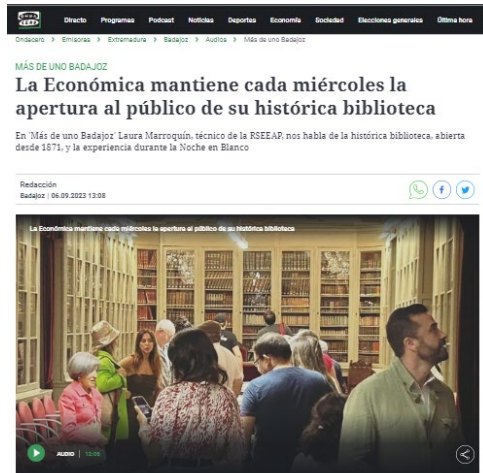 ONDA CERO
Directo Programas Podcast Noticias Deportes Economía Sociedad Elecciones generales Última hora
Ondacero > Emisoras > Extremadura > Badajoz > Audios > Más de uno Badajoz
MÁS DE UNO BADAJOZ
La Económica mantiene cada miércoles la
apertura al público de su histórica biblioteca
En 'Más de uno Badajoz' Laura Marroquín, técnico de la RSEEAP, nos habla de la histórica biblioteca, abierta
desde 1871, y la experiencia durante la Noche en Blanco
Redacción
Badajoz | 06.09.2023 13:08
La Económica mantiene cada miércoles la apertura al público de su histórica biblioteca
AUDIO | 12:06